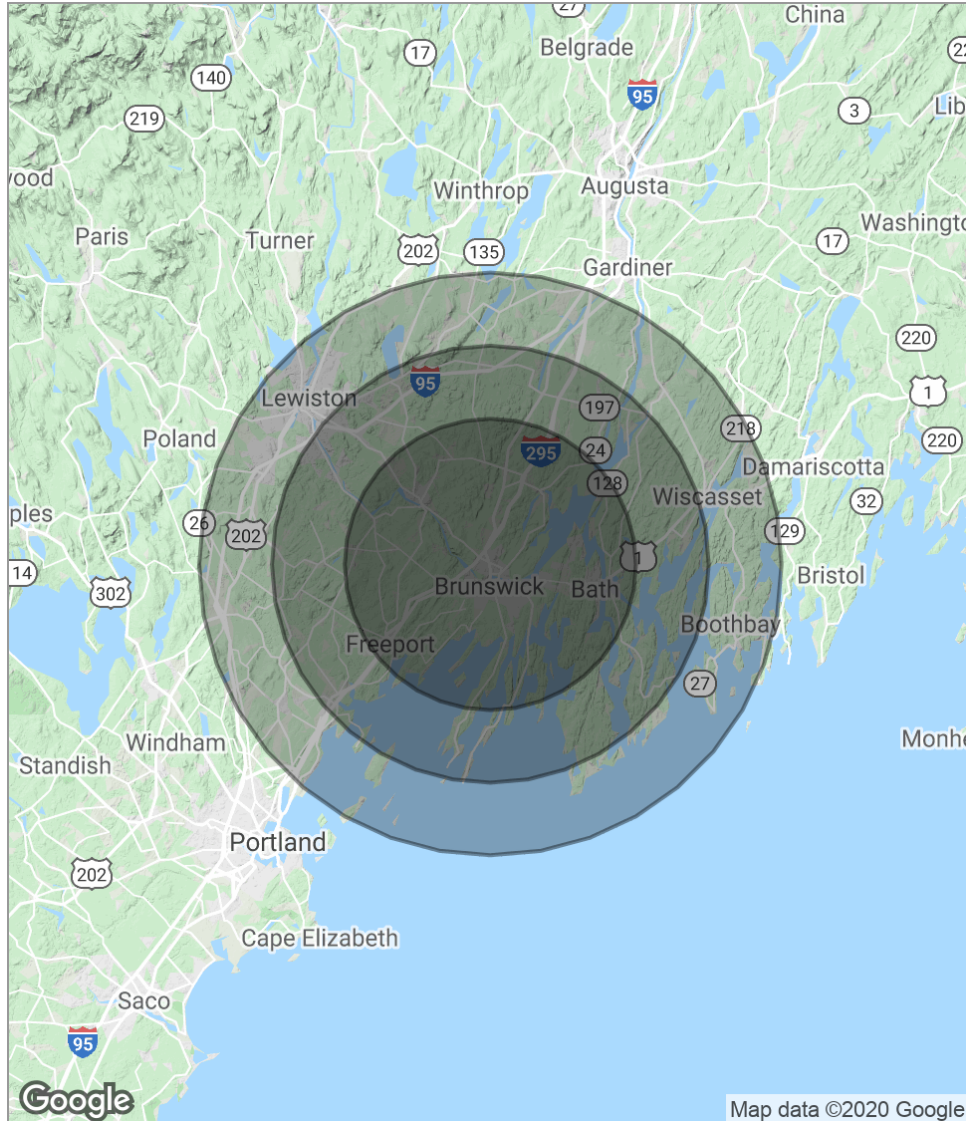 27
China
17
Belgrade
22
140
95
3
219
Lib
wood
Winthrop
Augusta
Paris
Turner
Washingto
202
135
17
Gardiner
220
95
1
Lewiston
197
218
Poland
220
24
295
Damariscotta
128
Wiscasset
32
ples
26
202
129
1
14
302
Brunswick
Bath
Bristol
Boothbay
Freeport
27
Windham
Monhe
Standish
Portland
202
Cape Elizabeth
Saco
95
Google
Map data ©2020 Google